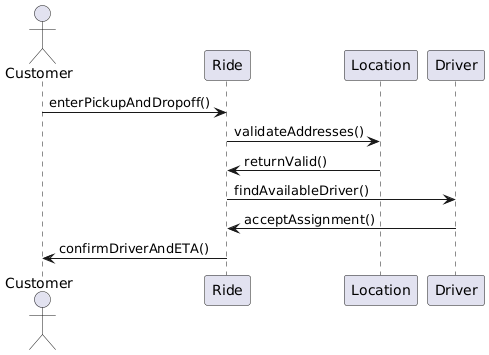 Customer
Ride
Location
Driver
enterPickupAndDropoff()
validateAddresses()
returnValid()
findAvailableDriver()
acceptAssignment()
confirmDriverAndETA()
Customer
Ride
Location
Driver